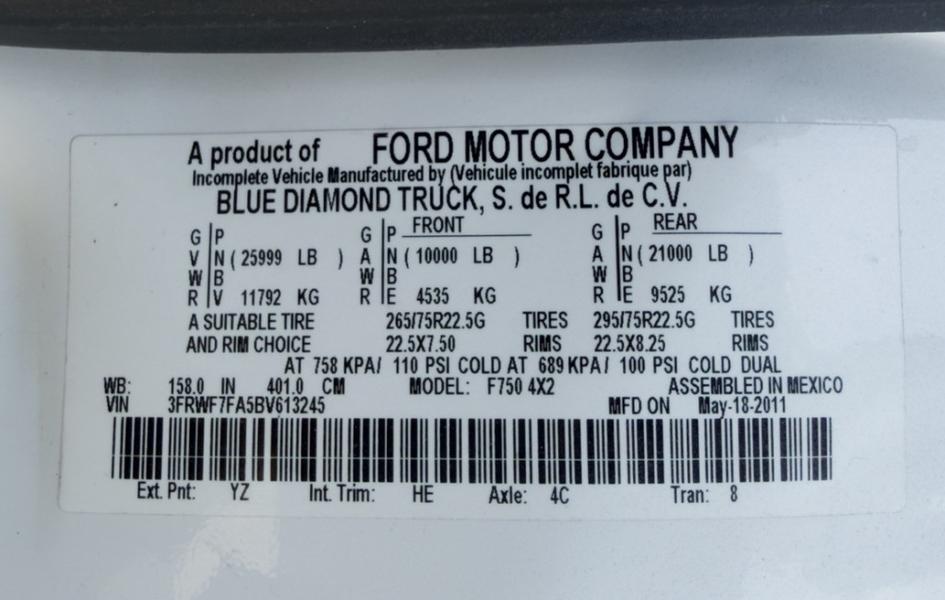 A product of FORD MOTOR COMPANY
Incomplete Vehicle Manufactured by (Vehicule incomplet fabrique par)
BLUE DIAMOND TRUCK, S. de R.L. de C.V.
G P G P FRONT G P REAR
V N ( 25999 LB ) A N ( 10000 LB ) A N ( 21000 LB )
W B W B W B
R V 11792 KG R E 4535 KG R E 9525 KG
A SUITABLE TIRE 265/75R22.5G TIRES 295/75R22.5G TIRES
AND RIM CHOICE 22.5X7.50 RIMS 22.5X8.25 RIMS
AT 758 KPA/ 110 PSI COLD AT 689 KPA/ 100 PSI COLD DUAL
WB: 158.0 IN 401.0 CM MODEL: F750 4X2 ASSEMBLED IN MEXICO
VIN 3FRWF7FA5BV613245 MFD ON May-18-2011
Ext. Pnt: YZ Int. Trim: HE Axle: 4C Tran: 8